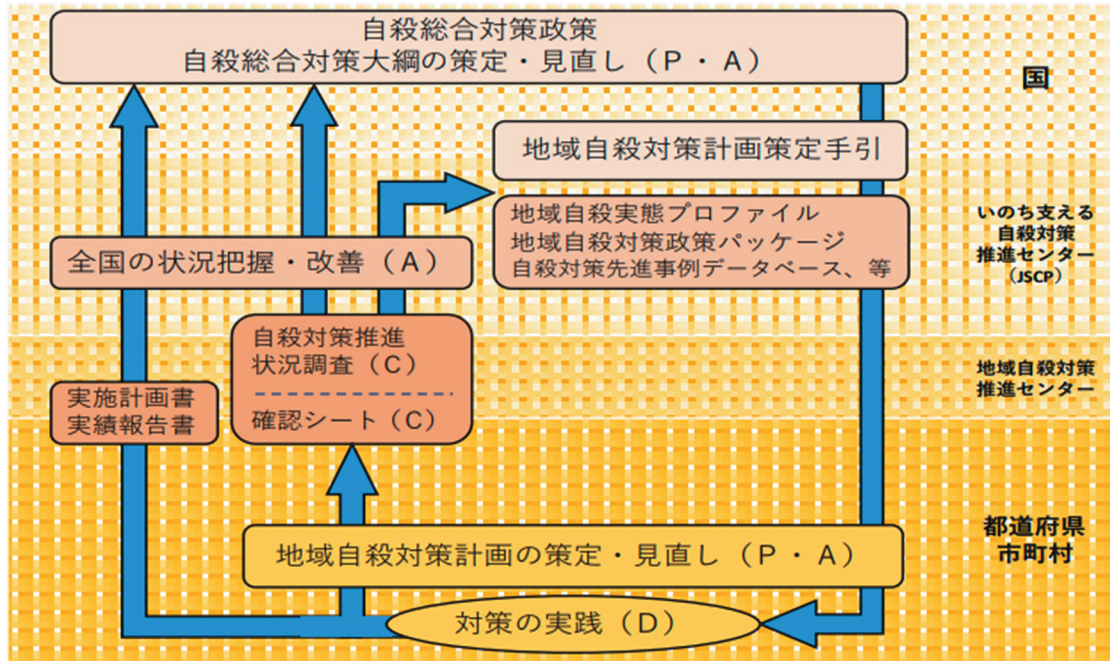 自殺総合対策政策
自殺総合対策大綱の策定・見直し（P・A）
国
地域自殺対策計画策定手引
地域自殺実態プロファイル
地域自殺対策政策パッケージ
自殺対策先進事例データベース、等
いのち支える
自殺対策
推進センター
（JSCP）
全国の状況把握・改善（A）
自殺対策推進
状況調査（C）
確認シート（C）
地域自殺対策
推進センター
実施計画書
実績報告書
地域自殺対策計画の策定・見直し（P・A）
都道府県
市町村
対策の実践（D）